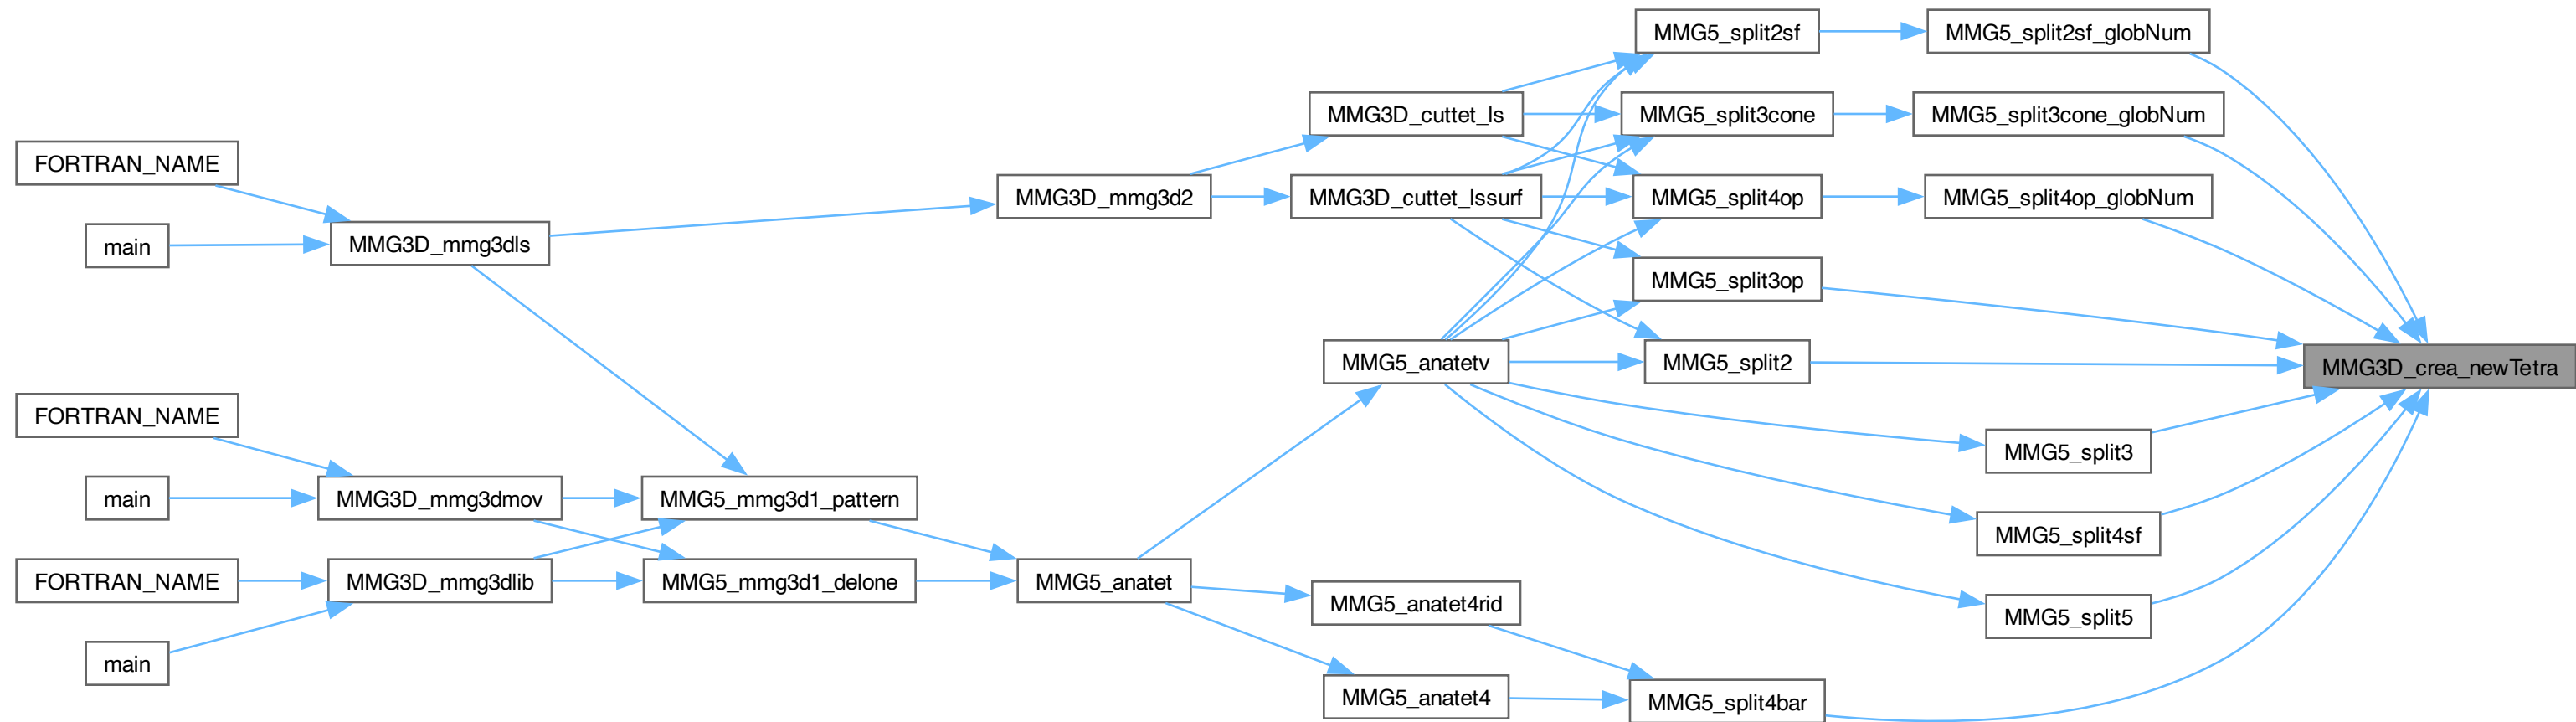 MMG5_split2sf
MMG5_split2sf_globNum
MMG3D_cuttet_ls
MMG5_split3cone
MMG5_split3cone_globNum
FORTRAN_NAME
MMG3D_mmg3d2
MMG3D_cuttet_lssurf
MMG5_split4op
MMG5_split4op_globNum
main
MMG3D_mmg3dls
MMG5_split3op
MMG5_anatetv
MMG5_split2
MMG3D_crea_newTetra
FORTRAN_NAME
MMG5_split3
main
MMG3D_mmg3dmov
MMG5_mmg3d1_pattern
MMG5_split4sf
FORTRAN_NAME
MMG3D_mmg3dlib
MMG5_mmg3d1_delone
MMG5_anatet
MMG5_anatet4rid
MMG5_split5
main
MMG5_anatet4
MMG5_split4bar